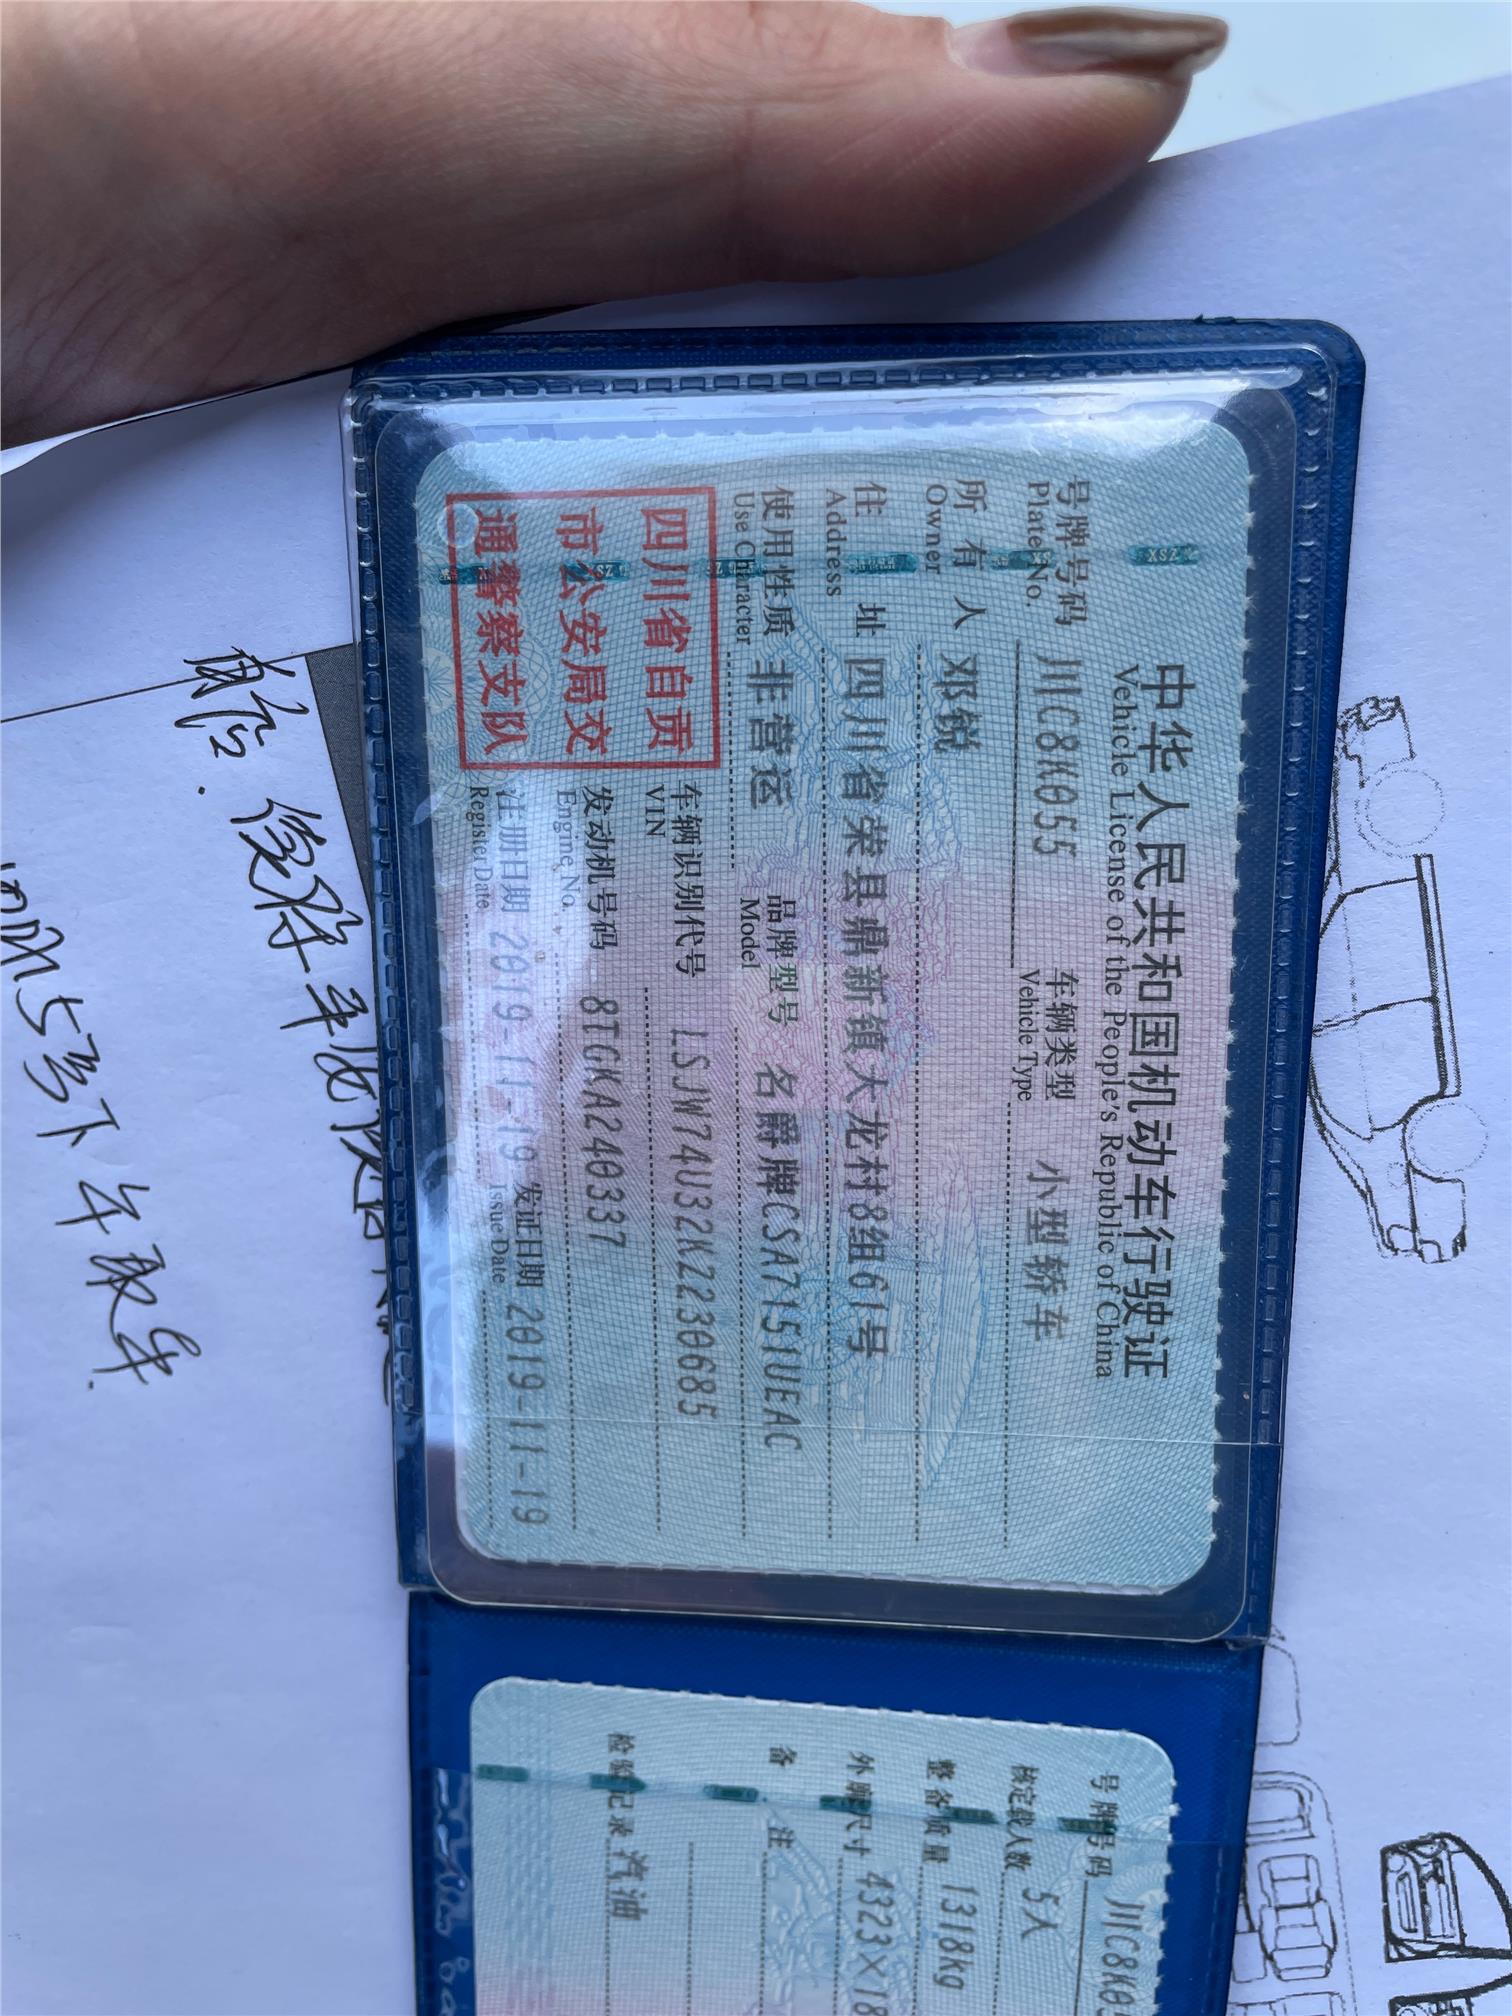 中华人民共和国机动车行驶证
Vehicle License of the People's Republic of China
号牌号码 川C8K055 车辆类型 小型轿车
Plate No. Vehicle Type
所有人 邓锐
Owner
住址 四川省荣县鼎新镇大龙村8组61号
Address
使用性质 非营运 品牌型号 名爵牌CSA7151UEAC
Use Character Model
四川省自贡
市公安局交
通警察支队
车辆识别代号 LSJW74U32KZ230685
VIN
发动机号码 8TGKA240337
Engine No.
注册日期 2019-11-19 发证日期 2019-11-19
Register Date Issue Date
号牌号码 川C8K05
核定载人数 5人
整备质量 1318kg
外廓尺寸 4323×18
备注
检验记录 汽油